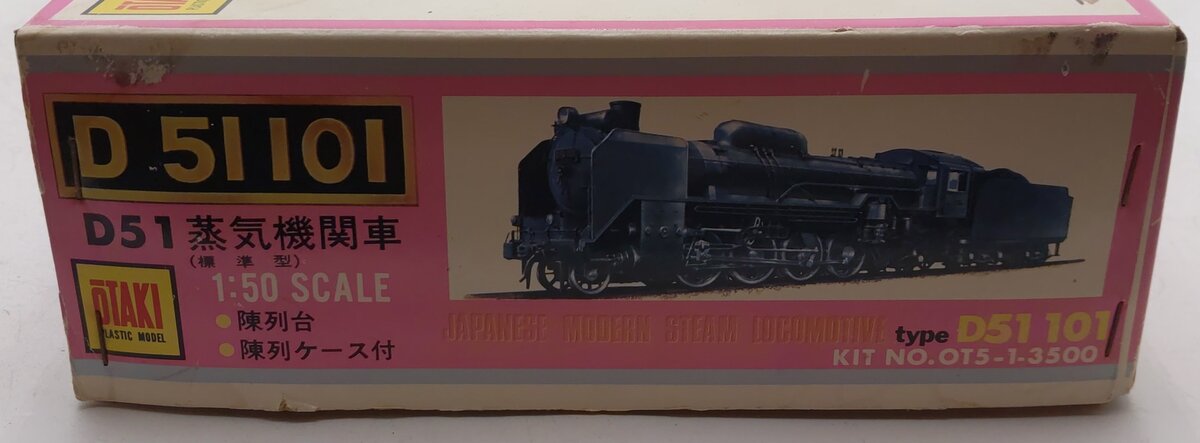 D 51 101
D51 蒸気機関車
(標準型)
ŌTAKI
PLASTIC MODEL
1:50 SCALE
陳列台
陳列ケース付
JAPANESE MODERN STEAM LOCOMOTIVE type D51 101
KIT NO.OT5-1-3500